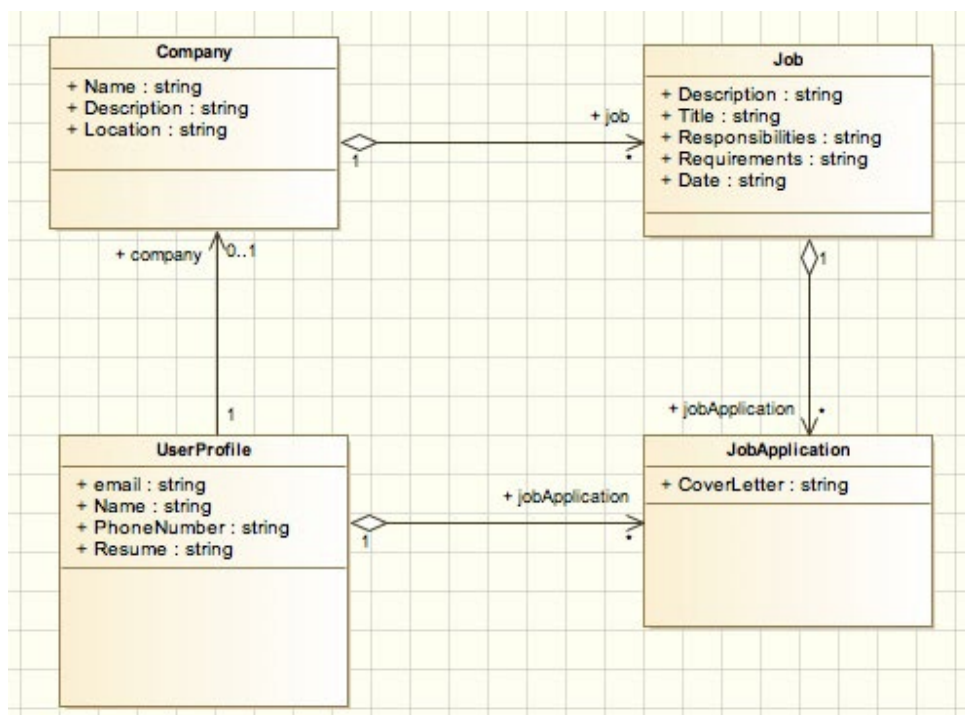 Company
+ Name : string
+ Description : string
+ Location : string
Job
+ Description : string
+ Title : string
+ Responsibilities : string
+ Requirements : string
+ Date : string
+ job
1
*
+ company
0..1
1
1
+ jobApplication
*
UserProfile
+ email : string
+ Name : string
+ PhoneNumber : string
+ Resume : string
+ jobApplication
1
*
JobApplication
+ CoverLetter : string